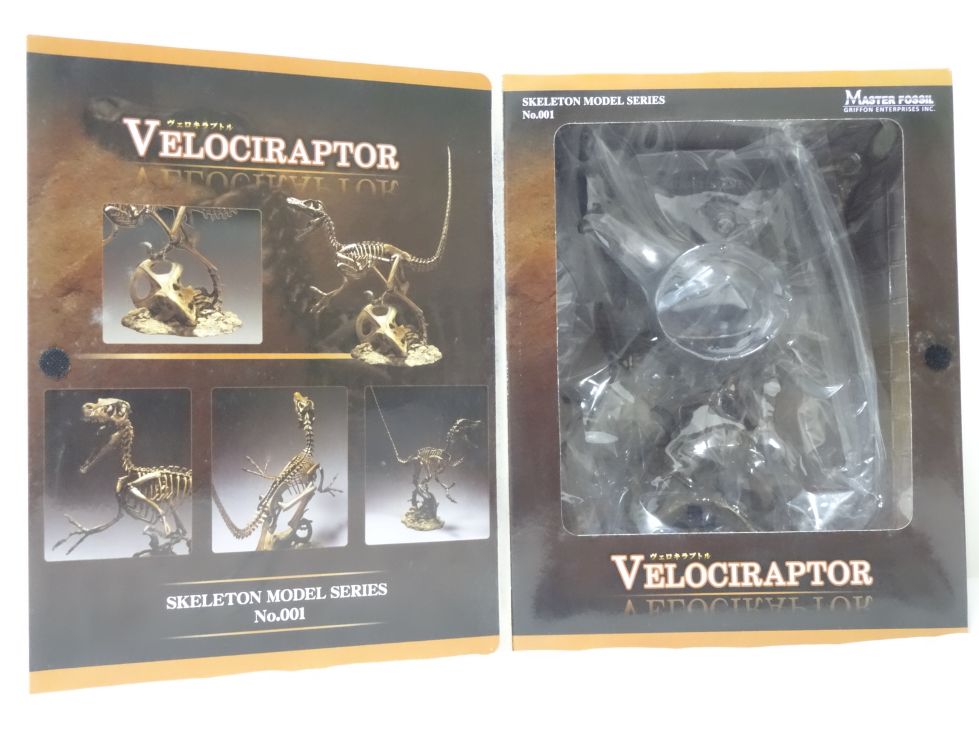 ヴェロキラプトル
VELOCIRAPTOR
SKELETON MODEL SERIES
No.001
SKELETON MODEL SERIES
No.001
MASTER FOSSIL
GRIFFON ENTERPRISES INC.
ヴェロキラプトル
VELOCIRAPTOR